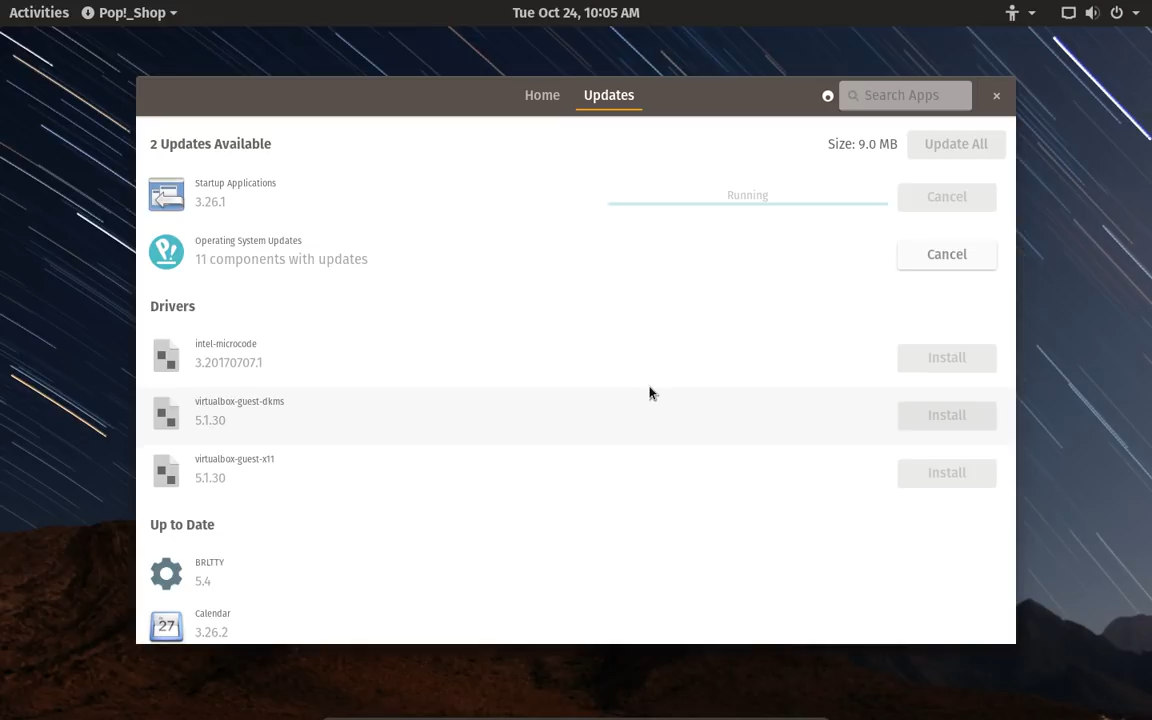 Activities Pop!_Shop Tue Oct 24, 10:05 AM
Home Updates Search Apps
2 Updates Available Size: 9.0 MB Update All
Startup Applications
3.26.1 Running Cancel
Operating System Updates
11 components with updates Cancel
Drivers
intel-microcode
3.20170707.1 Install
virtualbox-guest-dkms
5.1.30 Install
virtualbox-guest-x11
5.1.30 Install
Up to Date
BRLTTY
5.4
Calendar
27
3.26.2